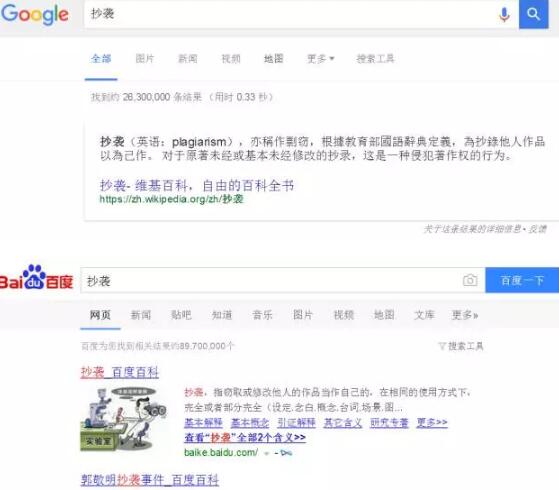 Google 抄袭
全部 图片 新闻 视频 地图 更多 搜索工具
找到约 26,300,000 条结果 （用时 0.33 秒）
抄袭（英语：plagiarism），亦稱作剽窃，根據教育部國語辭典定義，為抄錄他人作品
以為己作。 对于原著未经或基本未经修改的抄录，这是一种侵犯著作权的行为。
抄袭- 维基百科，自由的百科全书
https://zh.wikipedia.org/zh/抄袭
关于这条结果的详细信息 • 反馈
Baidu百度 抄袭 百度一下
网页 新闻 贴吧 知道 音乐 图片 视频 地图 文库 更多»
百度为您找到相关结果约89,700,000个 搜索工具
抄袭_百度百科
抄袭，指窃取或修改他人的作品当作自己的，在相同的使用方式下，
完全或者部分完全（设定.念白.概念.台词.场景.图...
基本解释 基本概念 引证解释 其它含义 研究专著 更多>>
查看“抄袭”全部2个含义>>
实验室
baike.baidu.com/
郭敬明抄袭事件_百度百科